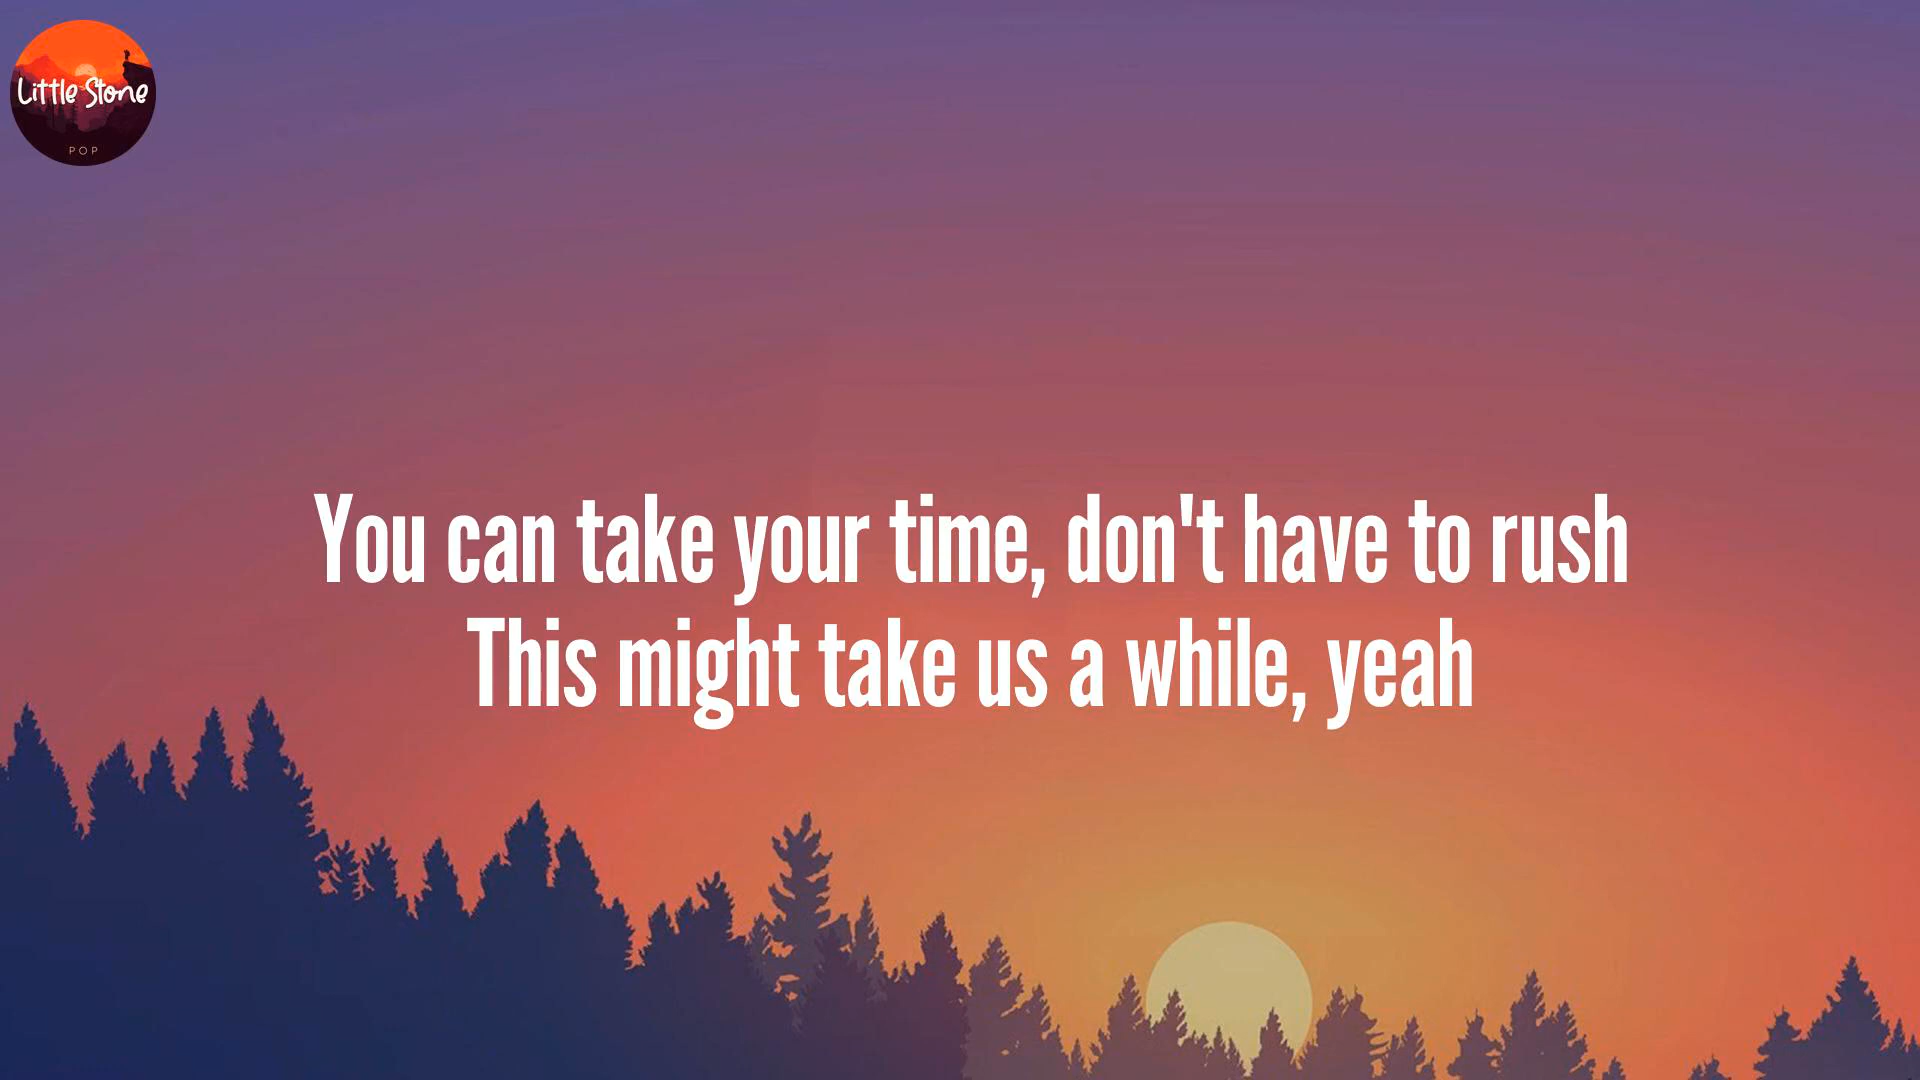 Little Stone
POP
You can take your time, don't have to rush
This might take us a while, yeah